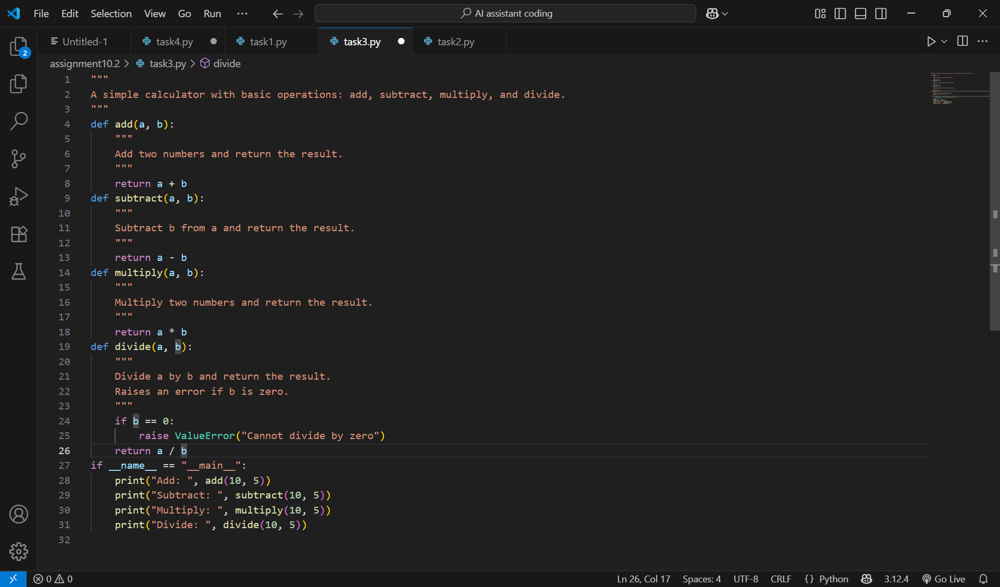 File Edit Selection View Go Run ··· AI assistant coding
Untitled-1 task4.py task1.py task3.py task2.py
2
assignment10.2 > task3.py > divide
1 """
2 A simple calculator with basic operations: add, subtract, multiply, and divide.
3 """
4 def add(a, b):
5     """
6     Add two numbers and return the result.
7     """
8     return a + b
9 def subtract(a, b):
10     """
11     Subtract b from a and return the result.
12     """
13     return a - b
14 def multiply(a, b):
15     """
16     Multiply two numbers and return the result.
17     """
18     return a * b
19 def divide(a, b):
20     """
21     Divide a by b and return the result.
22     Raises an error if b is zero.
23     """
24     if b == 0:
25         raise ValueError("Cannot divide by zero")
26     return a / b
27 if __name__ == "__main__":
28     print("Add: ", add(10, 5))
29     print("Subtract: ", subtract(10, 5))
30     print("Multiply: ", multiply(10, 5))
31     print("Divide: ", divide(10, 5))
32
0 0 Ln 26, Col 17 Spaces: 4 UTF-8 CRLF {} Python 3.12.4 Go Live